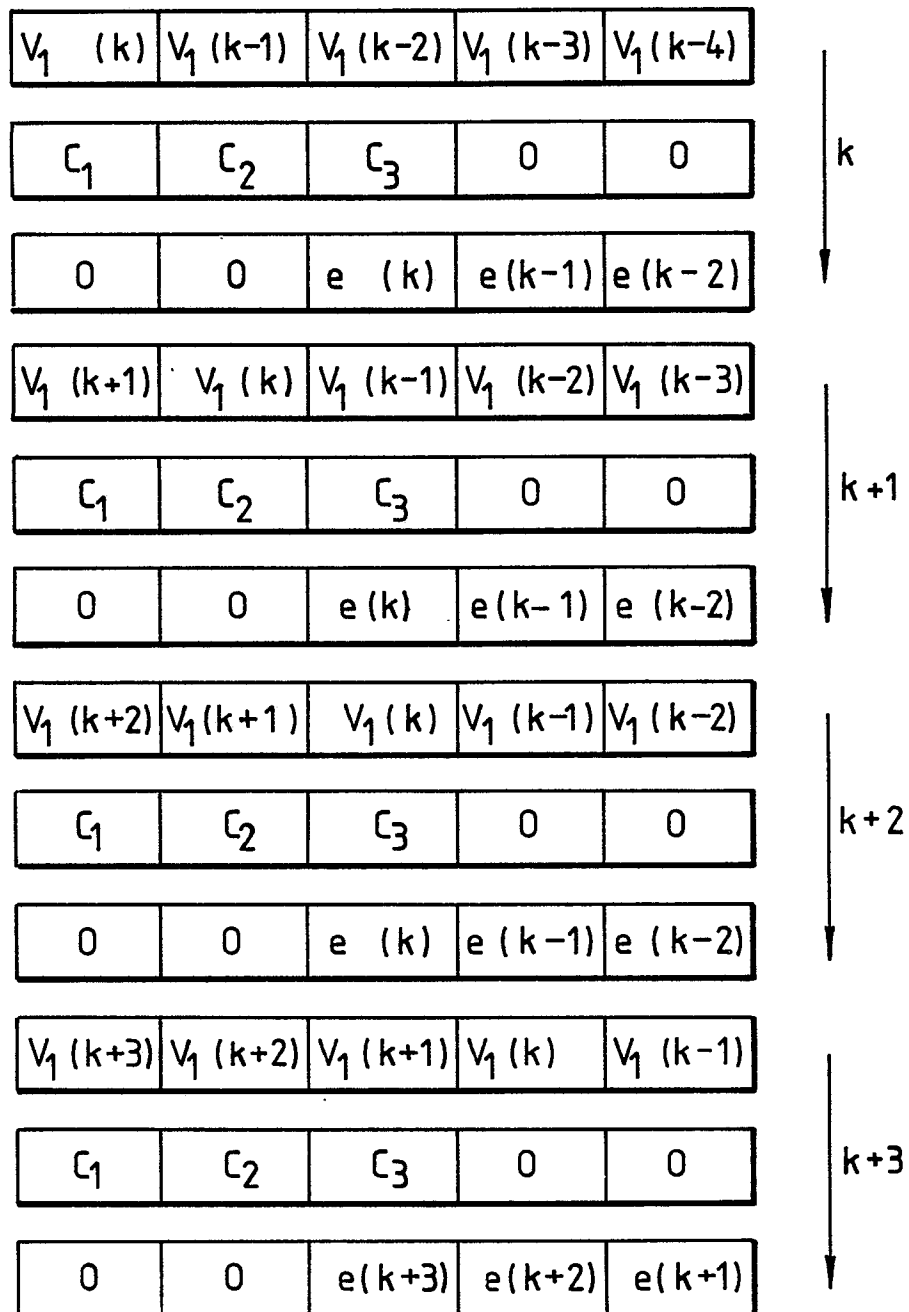 V₁ (k) V₁ (k-1) V₁ (k-2) V₁ (k-3) V₁ (k-4)
C₁ C₂ C₃ 0 0
k
0 0 e (k) e (k-1) e (k-2)
V₁ (k+1) V₁ (k) V₁ (k-1) V₁ (k-2) V₁ (k-3)
C₁ C₂ C₃ 0 0
k+1
0 0 e (k) e (k-1) e (k-2)
V₁ (k+2) V₁ (k+1) V₁ (k) V₁ (k-1) V₁ (k-2)
C₁ C₂ C₃ 0 0
k+2
0 0 e (k) e (k-1) e (k-2)
V₁ (k+3) V₁ (k+2) V₁ (k+1) V₁ (k) V₁ (k-1)
C₁ C₂ C₃ 0 0
k+3
0 0 e (k+3) e (k+2) e (k+1)